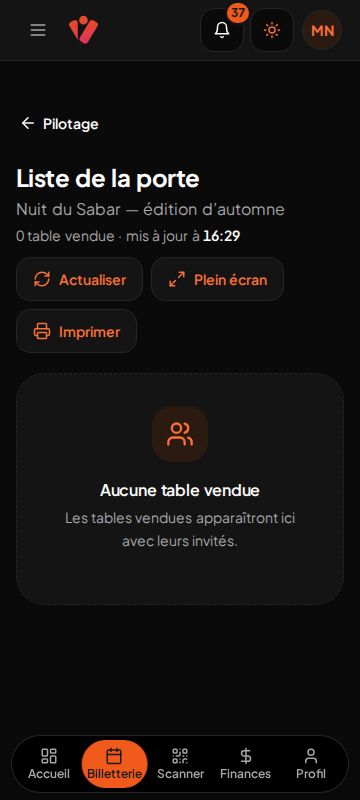 37
MN
Pilotage
Liste de la porte
Nuit du Sabar — édition d’automne
0 table vendue · mis à jour à 16:29
Actualiser
Plein écran
Imprimer
Aucune table vendue
Les tables vendues apparaîtront ici
avec leurs invités.
Accueil
Billetterie
Scanner
Finances
Profil